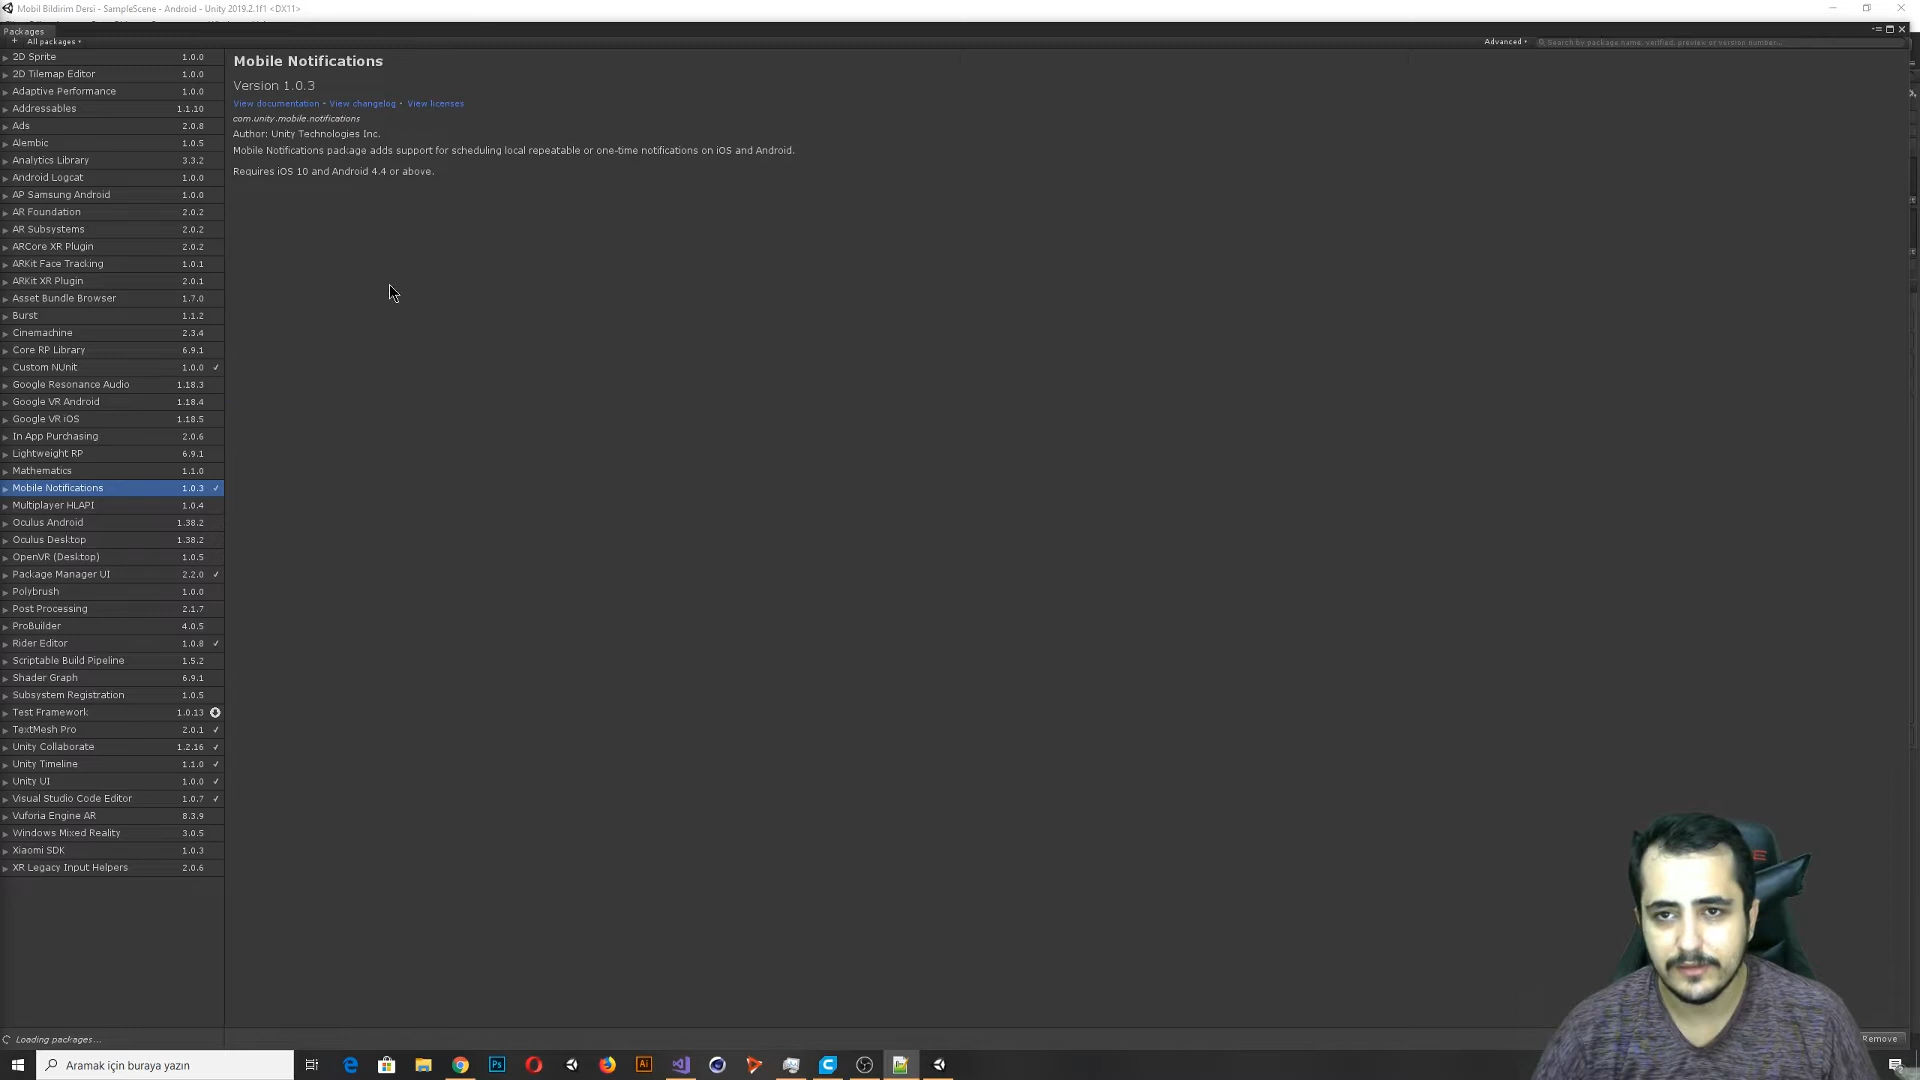 Mobil Bildirim Dersi - SampleScene - Android - Unity 2019.2.1f1 <DX11>
Packages
+ All packages
Advanced
Search by package name, verified, preview or version number...
2D Sprite 1.0.0
2D Tilemap Editor 1.0.0
Adaptive Performance 1.0.0
Addressables 1.1.10
Ads 2.0.8
Alembic 1.0.5
Analytics Library 3.3.2
Android Logcat 1.0.0
AP Samsung Android 1.0.0
AR Foundation 2.0.2
AR Subsystems 2.0.2
ARCore XR Plugin 2.0.2
ARKit Face Tracking 1.0.1
ARKit XR Plugin 2.0.1
Asset Bundle Browser 1.7.0
Burst 1.1.2
Cinemachine 2.3.4
Core RP Library 6.9.1
Custom NUnit 1.0.0 ✓
Google Resonance Audio 1.18.3
Google VR Android 1.18.4
Google VR iOS 1.18.5
In App Purchasing 2.0.6
Lightweight RP 6.9.1
Mathematics 1.1.0
Mobile Notifications 1.0.3 ✓
Multiplayer HLAPI 1.0.4
Oculus Android 1.38.2
Oculus Desktop 1.38.2
OpenVR (Desktop) 1.0.5
Package Manager UI 2.2.0 ✓
Polybrush 1.0.0
Post Processing 2.1.7
ProBuilder 4.0.5
Rider Editor 1.0.8 ✓
Scriptable Build Pipeline 1.5.2
Shader Graph 6.9.1
Subsystem Registration 1.0.5
Test Framework 1.0.13
TextMesh Pro 2.0.1 ✓
Unity Collaborate 1.2.16 ✓
Unity Timeline 1.1.0 ✓
Unity UI 1.0.0 ✓
Visual Studio Code Editor 1.0.7 ✓
Vuforia Engine AR 8.3.9
Windows Mixed Reality 3.0.5
Xiaomi SDK 1.0.3
XR Legacy Input Helpers 2.0.6
Loading packages...
Mobile Notifications
Version 1.0.3
View documentation • View changelog • View licenses
com.unity.mobile.notifications
Author: Unity Technologies Inc.
Mobile Notifications package adds support for scheduling local repeatable or one-time notifications on iOS and Android.
Requires iOS 10 and Android 4.4 or above.
Remove
Aramak için buraya yazın
Ps
Ai